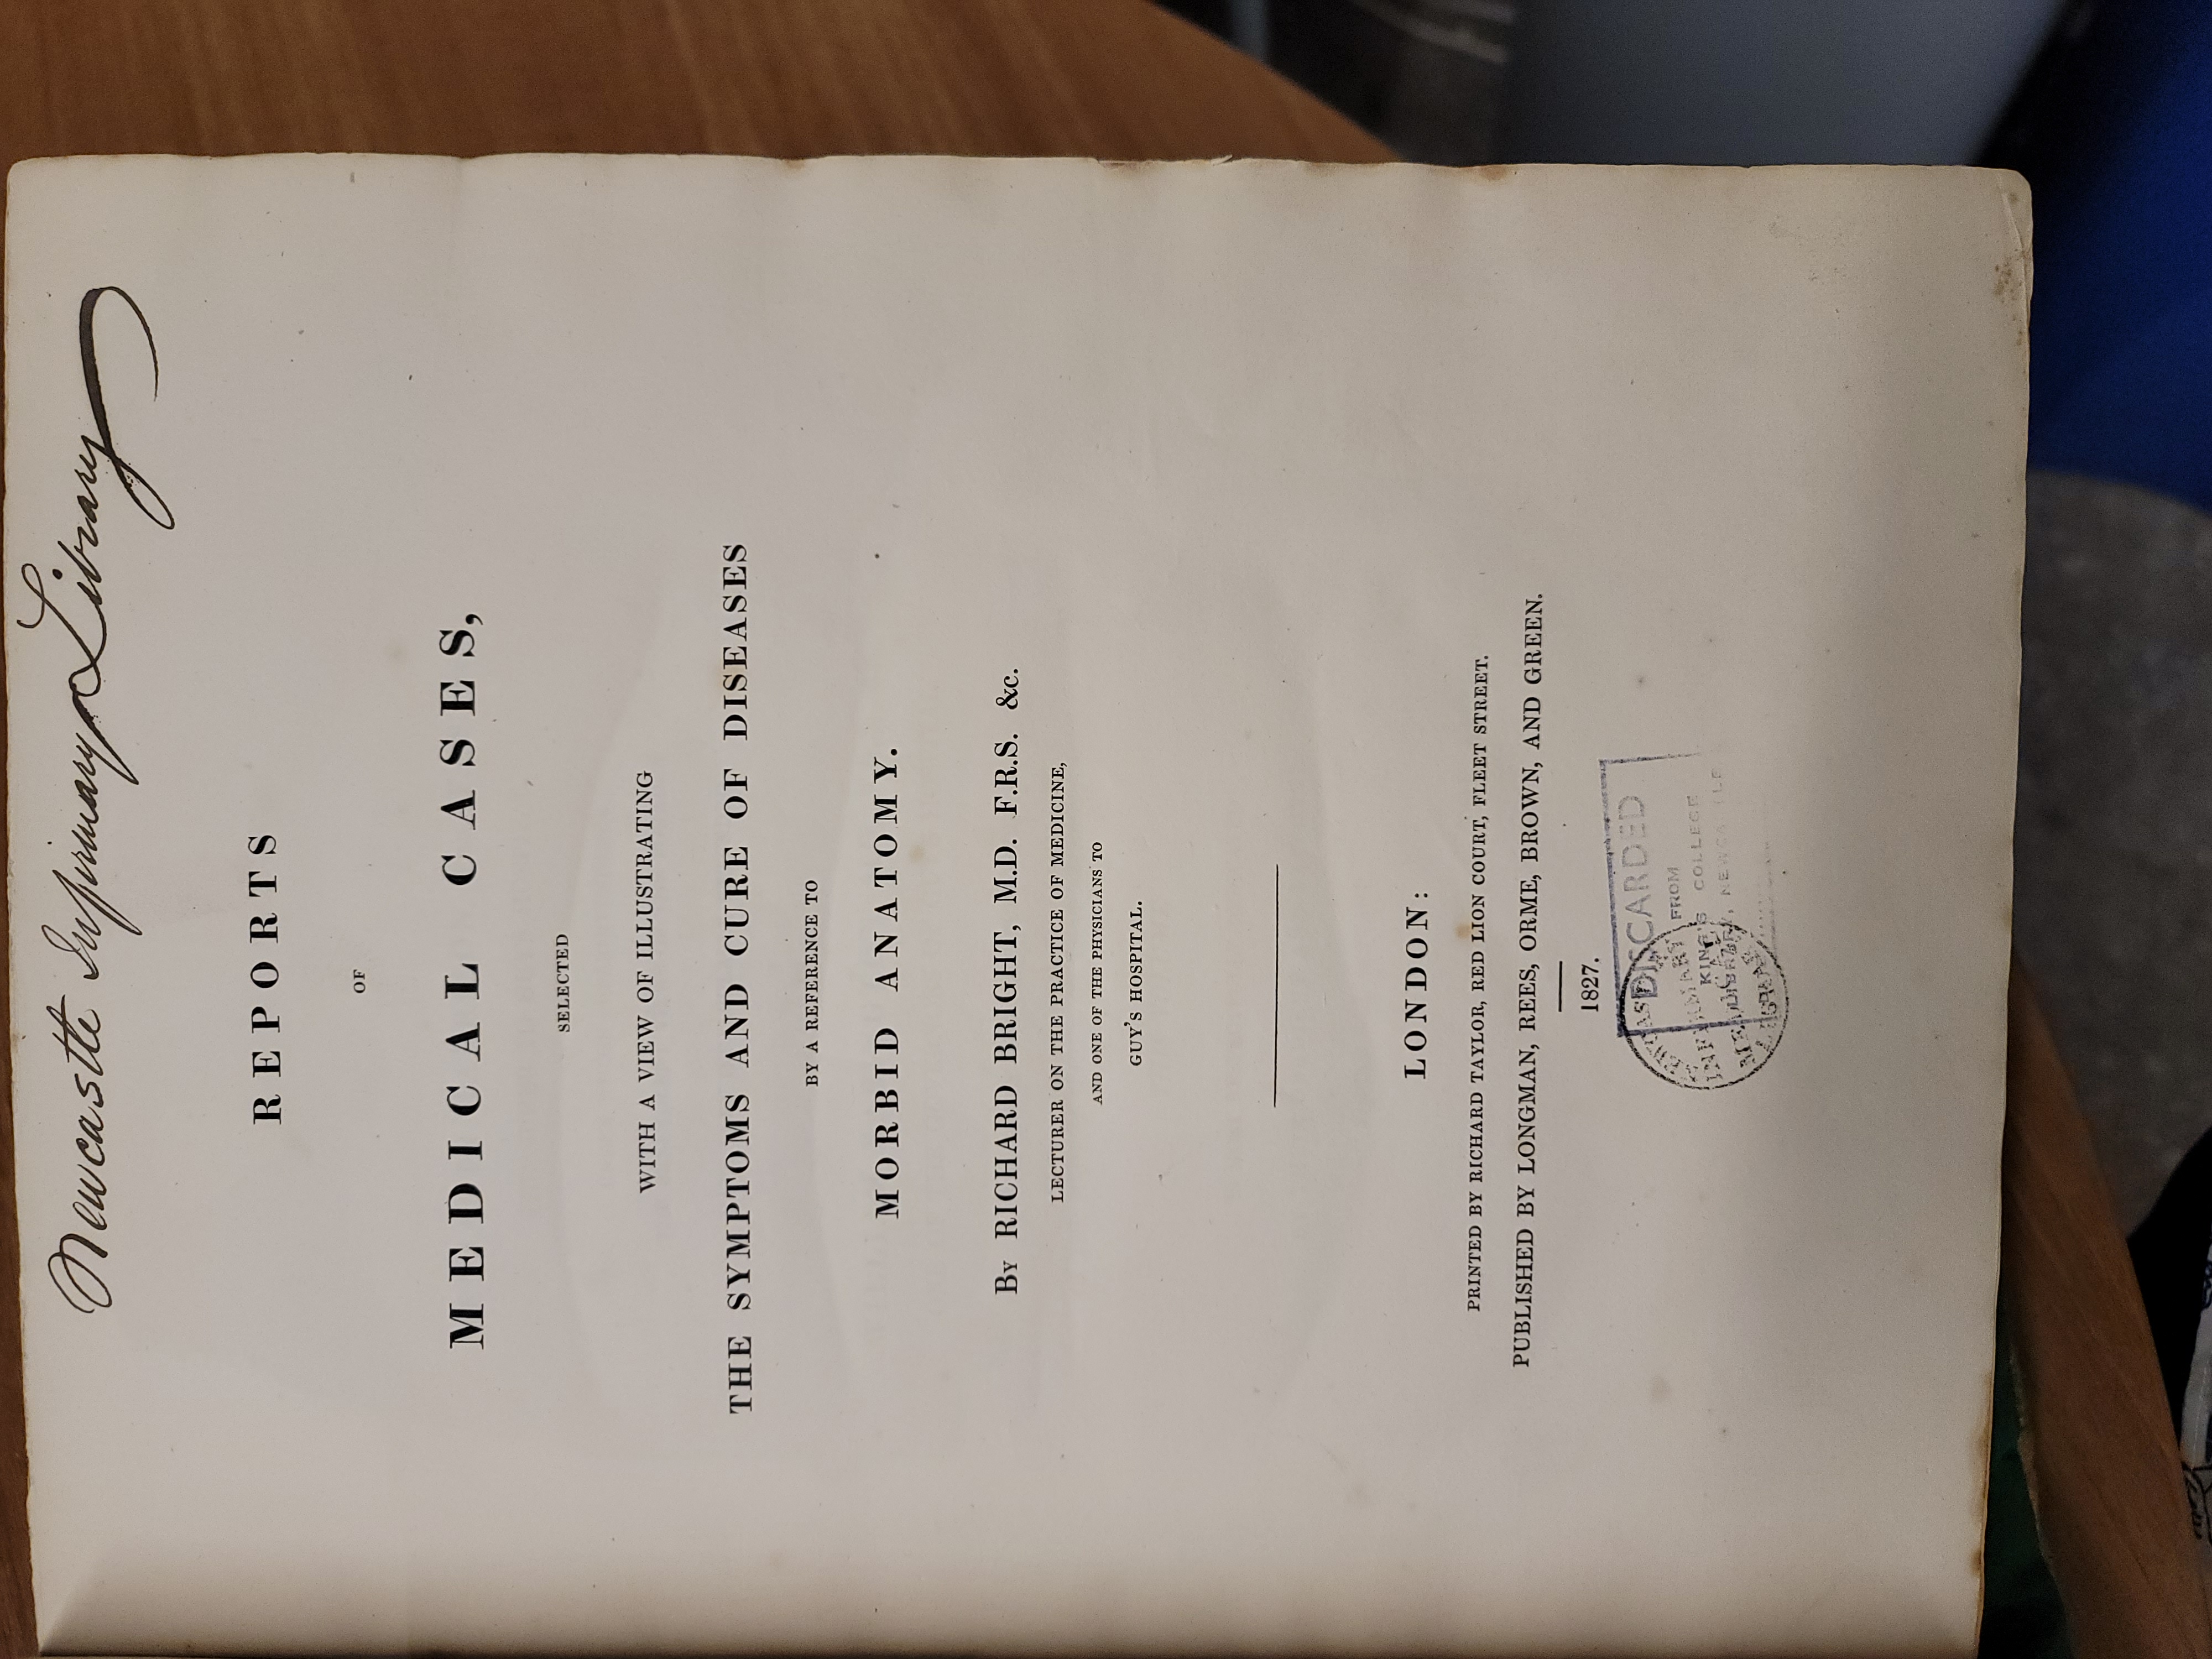 Newcastle Infirmary Library
REPORTS
OF
MEDICAL CASES,
SELECTED
WITH A VIEW OF ILLUSTRATING
THE SYMPTOMS AND CURE OF DISEASES
BY A REFERENCE TO
MORBID ANATOMY.
By RICHARD BRIGHT, M.D. F.R.S. &c.
LECTURER ON THE PRACTICE OF MEDICINE,
AND ONE OF THE PHYSICIANS TO
GUY'S HOSPITAL.
LONDON:
PRINTED BY RICHARD TAYLOR, RED LION COURT, FLEET STREET.
PUBLISHED BY LONGMAN, REES, ORME, BROWN, AND GREEN.
1827.
DISCARDED
FROM
KING'S COLLEGE
LIBRARY, NEWCASTLE
NEWCASTLE
INFIRMARY
MEDICAL
LIBRARY